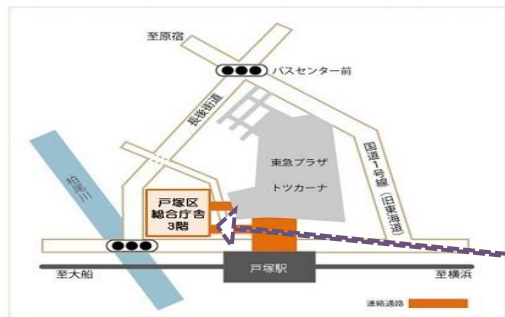 至原宿
バスセンター前
長後街道
国道1号線(旧東海道)
東急プラザ
トツカーナ
柏尾川
戸塚区
総合庁舎
3階
戸塚駅
至大船
至横浜
連絡通路